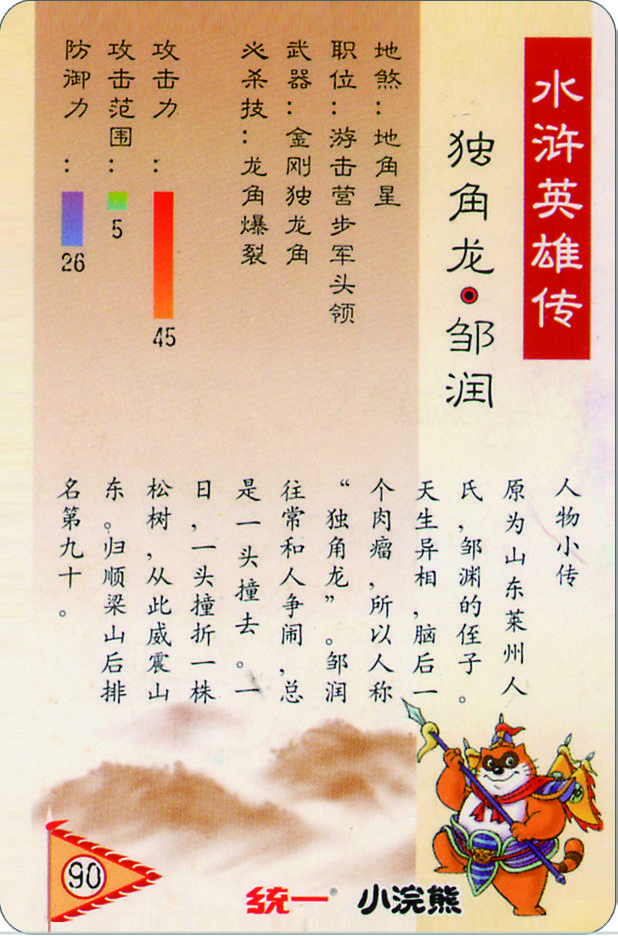 水浒英雄传
独角龙●邹润
地煞：地角星
职位：游击营步军头领
武器：金刚独龙角
必杀技：龙角爆裂
攻击力：
45
攻击范围：
5
防御力：
26
人物小传
原为山东莱州人
氏，邹渊的侄子。
天生异相，脑后一
个肉瘤，所以人称
“独角龙”。邹润
往常和人争闹，总
是一头撞去。一
日，一头撞折一株
松树，从此威震山
东。归顺梁山后排
名第九十。
90
统一®小浣熊